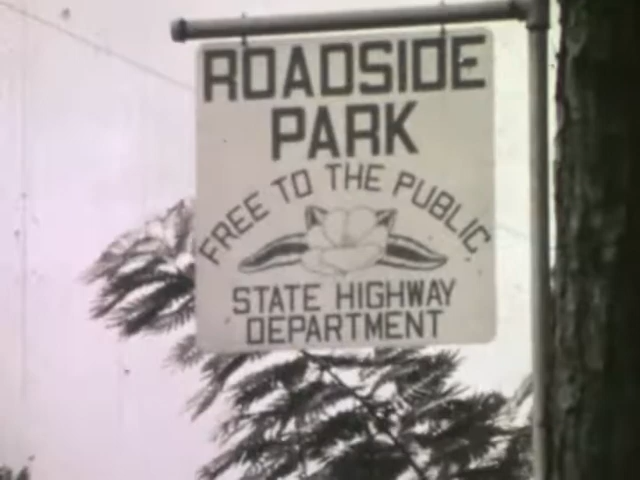 ROADSIDE
PARK
FREE TO THE PUBLIC
STATE HIGHWAY
DEPARTMENT